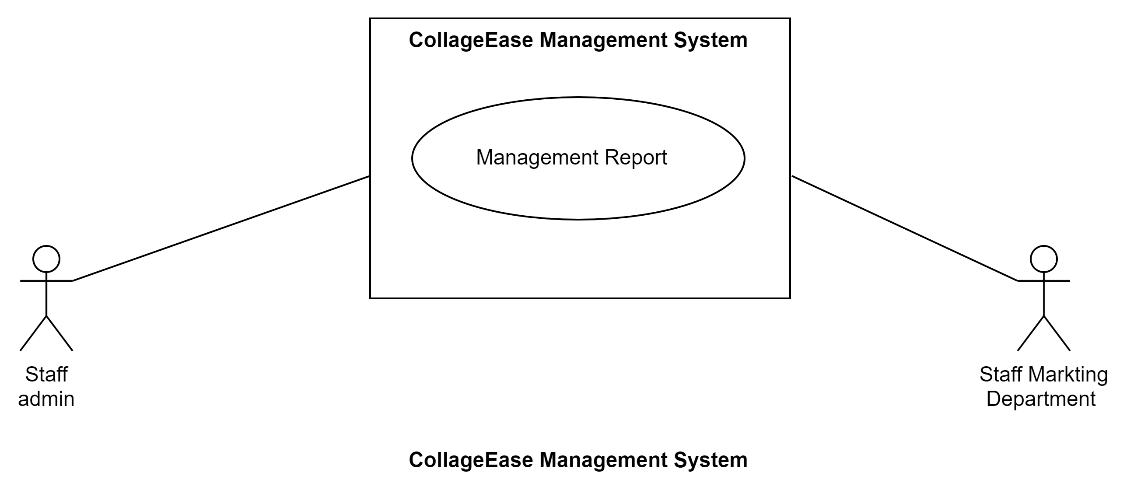 CollageEase Management System
Management Report
Staff
admin
Staff Markting
Department
CollageEase Management System